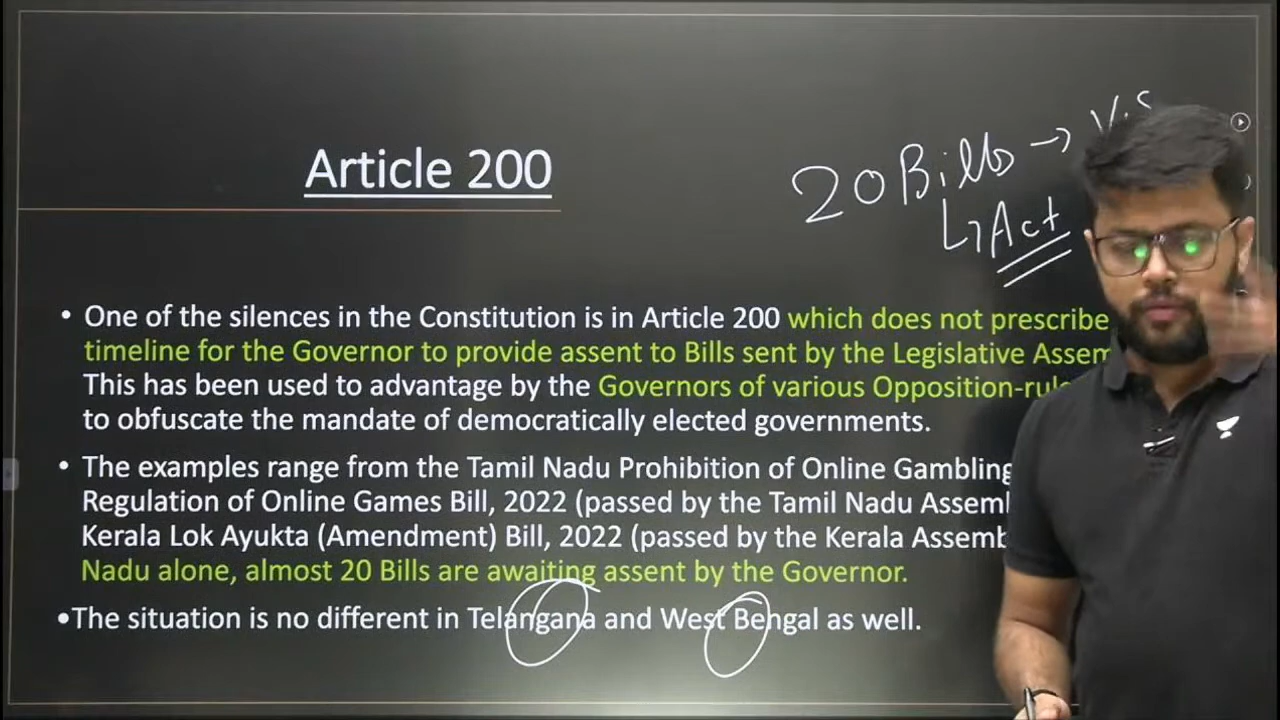 20 Bills → V.S
↳ Act
Article 200
• One of the silences in the Constitution is in Article 200 which does not prescribe
timeline for the Governor to provide assent to Bills sent by the Legislative Assem
This has been used to advantage by the Governors of various Opposition-rule
to obfuscate the mandate of democratically elected governments.
• The examples range from the Tamil Nadu Prohibition of Online Gambling
Regulation of Online Games Bill, 2022 (passed by the Tamil Nadu Assemb
Kerala Lok Ayukta (Amendment) Bill, 2022 (passed by the Kerala Assemb
Nadu alone, almost 20 Bills are awaiting assent by the Governor.
•The situation is no different in Telangana and West Bengal as well.